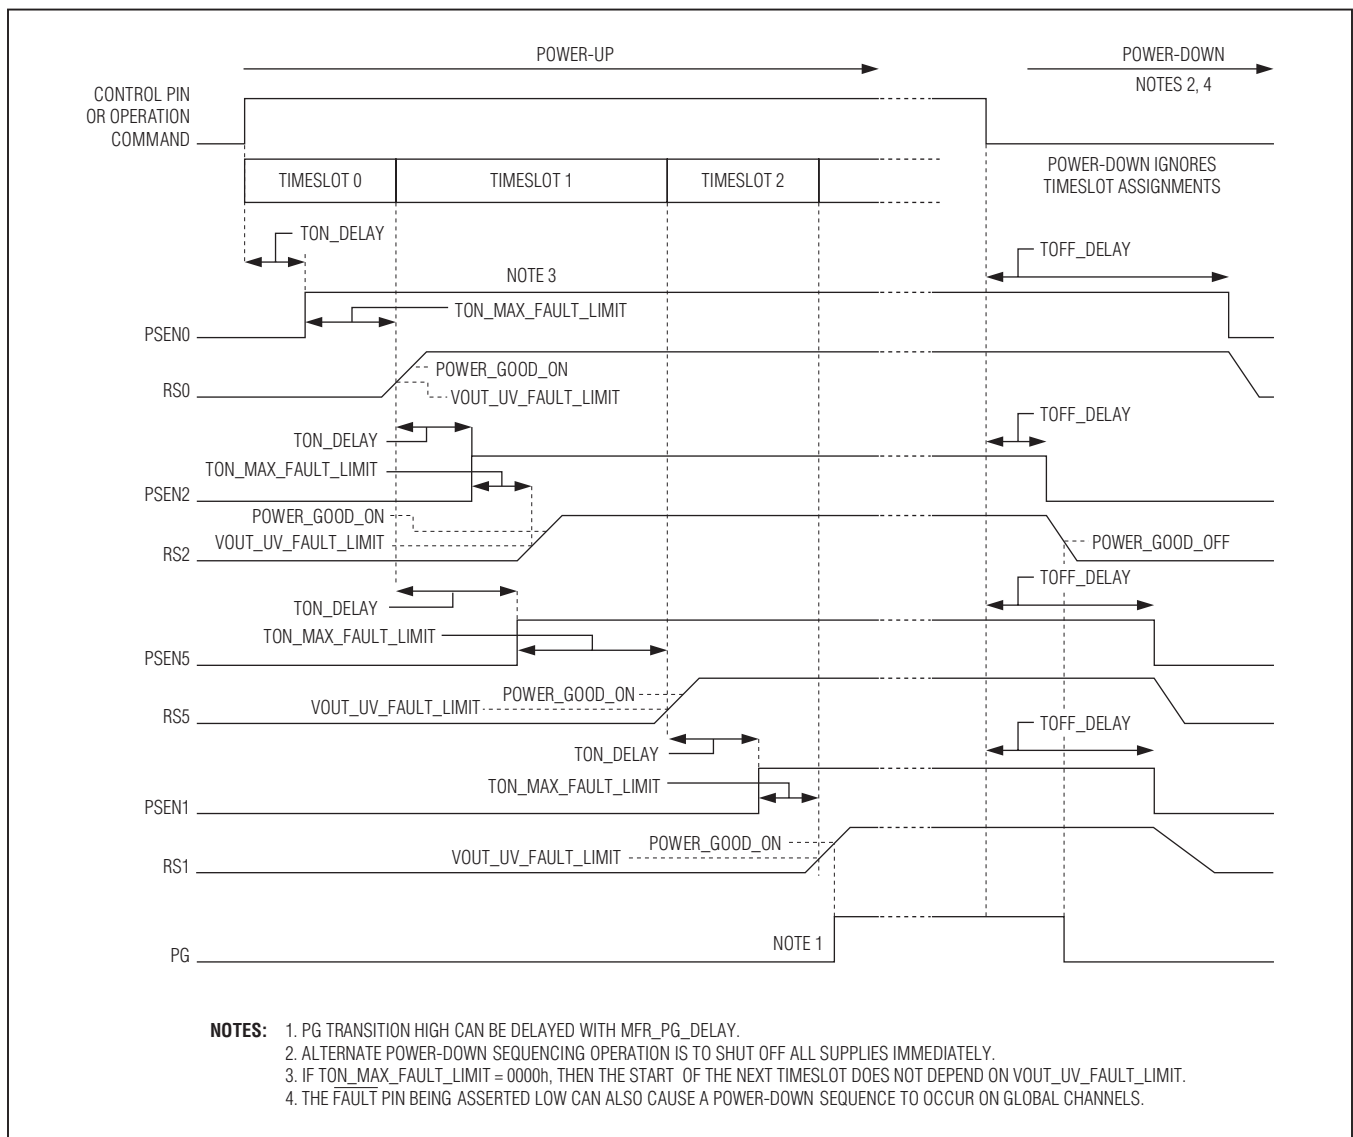 POWER-UP
POWER-DOWN
NOTES 2, 4
CONTROL PIN
OR OPERATION
COMMAND
TIMESLOT 0
TIMESLOT 1
TIMESLOT 2
POWER-DOWN IGNORES
TIMESLOT ASSIGNMENTS
TON_DELAY
TOFF_DELAY
NOTE 3
TON_MAX_FAULT_LIMIT
PSEN0
POWER_GOOD_ON
RS0
VOUT_UV_FAULT_LIMIT
TOFF_DELAY
TON_DELAY
TON_MAX_FAULT_LIMIT
PSEN2
POWER_GOOD_ON
VOUT_UV_FAULT_LIMIT
RS2
POWER_GOOD_OFF
TOFF_DELAY
TON_DELAY
TON_MAX_FAULT_LIMIT
PSEN5
POWER_GOOD_ON
VOUT_UV_FAULT_LIMIT
RS5
TOFF_DELAY
TON_DELAY
TON_MAX_FAULT_LIMIT
PSEN1
POWER_GOOD_ON
VOUT_UV_FAULT_LIMIT
RS1
NOTE 1
PG
NOTES: 1. PG TRANSITION HIGH CAN BE DELAYED WITH MFR_PG_DELAY.
2. ALTERNATE POWER-DOWN SEQUENCING OPERATION IS TO SHUT OFF ALL SUPPLIES IMMEDIATELY.
3. IF TON_MAX_FAULT_LIMIT = 0000h, THEN THE START OF THE NEXT TIMESLOT DOES NOT DEPEND ON VOUT_UV_FAULT_LIMIT.
4. THE FAULT PIN BEING ASSERTED LOW CAN ALSO CAUSE A POWER-DOWN SEQUENCE TO OCCUR ON GLOBAL CHANNELS.